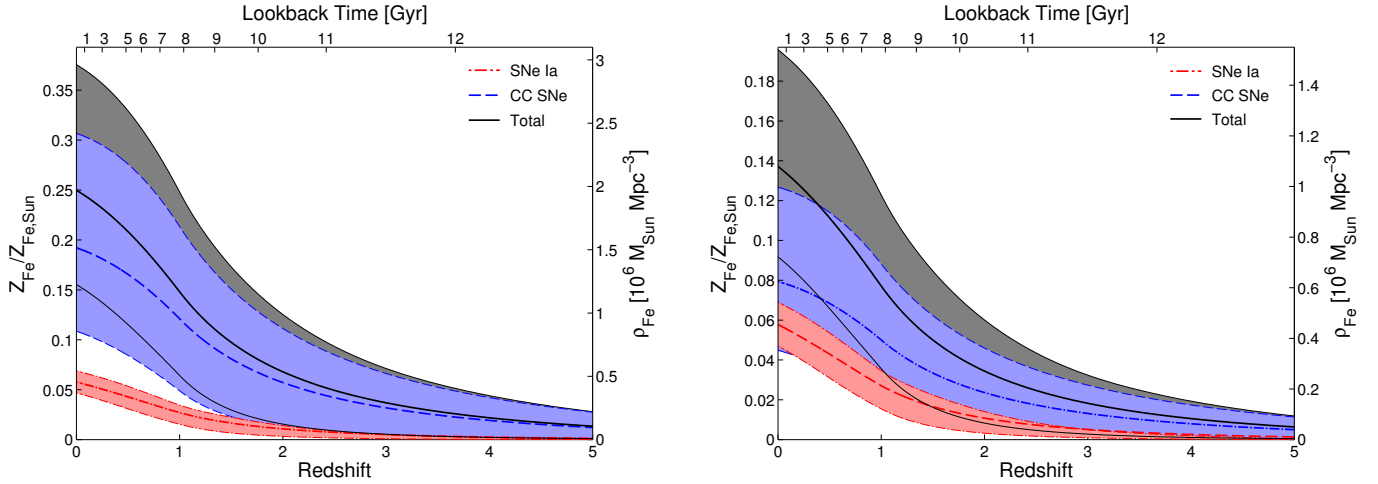 Lookback Time [Gyr]
1 3 5 6 7 8 9 10 11 12
SNe Ia
CC SNe
Total
0.35
0.3
0.25
0.2
0.15
0.1
0.05
0
Z_Fe/Z_Fe,Sun
3
2.5
2
1.5
1
0.5
0
ρ_Fe [10^6 M_Sun Mpc^−3]
0 1 2 3 4 5
Redshift
Lookback Time [Gyr]
1 3 5 6 7 8 9 10 11 12
SNe Ia
CC SNe
Total
0.18
0.16
0.14
0.12
0.1
0.08
0.06
0.04
0.02
0
Z_Fe/Z_Fe,Sun
1.4
1.2
1
0.8
0.6
0.4
0.2
0
ρ_Fe [10^6 M_Sun Mpc^−3]
0 1 2 3 4 5
Redshift